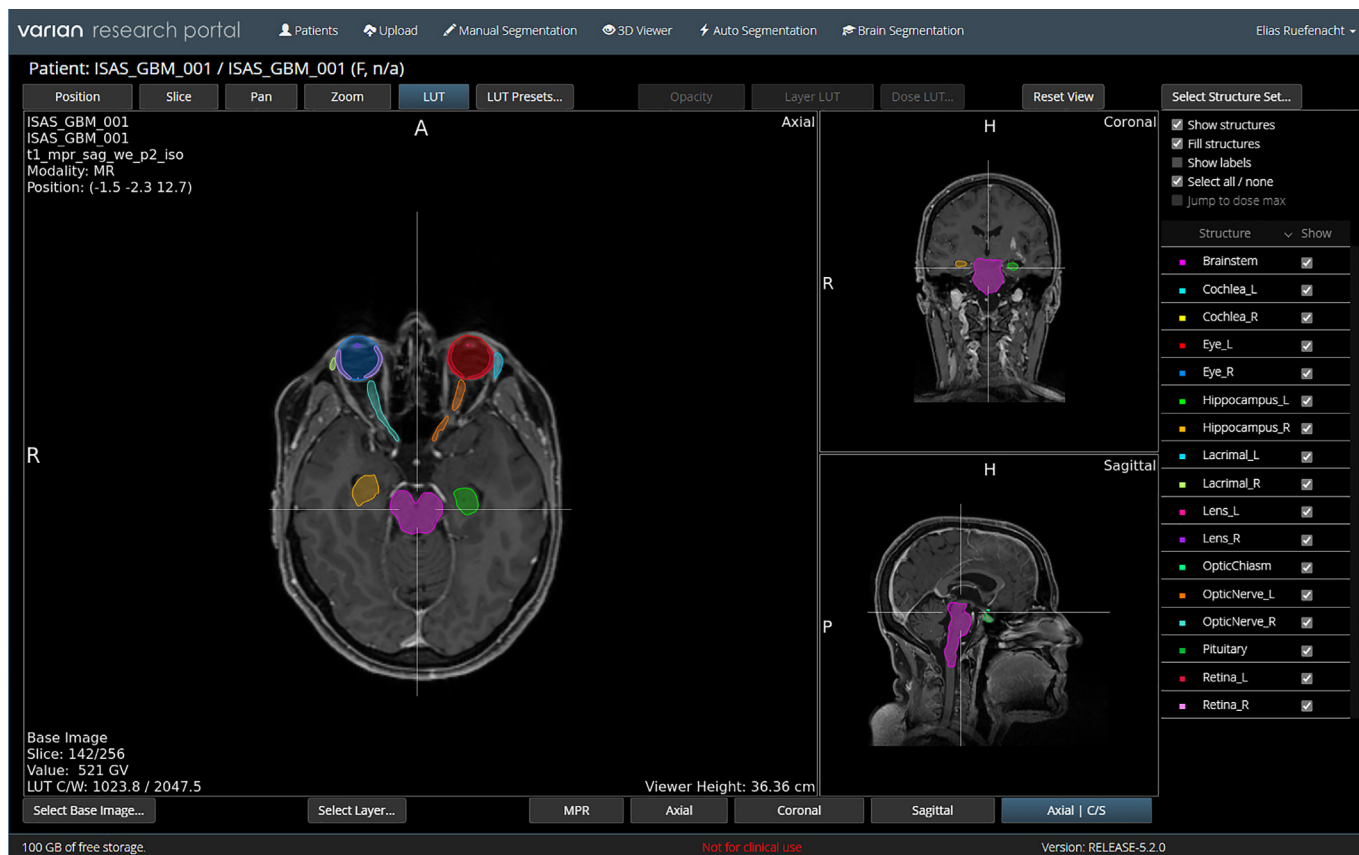 varian research portal
Patients
Upload
Manual Segmentation
3D Viewer
Auto Segmentation
Brain Segmentation
Elias Ruefenacht
Patient: ISAS_GBM_001 / ISAS_GBM_001 (F, n/a)
Position
Slice
Pan
Zoom
LUT
LUT Presets...
Opacity
Layer LUT
Dose LUT...
Reset View
Select Structure Set...
ISAS_GBM_001
ISAS_GBM_001
t1_mpr_sag_we_p2_iso
Modality: MR
Position: (-1.5 -2.3 12.7)
A
Axial
R
Base Image
Slice: 142/256
Value: 521 GV
LUT C/W: 1023.8 / 2047.5
Viewer Height: 36.36 cm
H
Coronal
R
H
Sagittal
P
Show structures
Fill structures
Show labels
Select all / none
Jump to dose max
Structure
Show
Brainstem
Cochlea_L
Cochlea_R
Eye_L
Eye_R
Hippocampus_L
Hippocampus_R
Lacrimal_L
Lacrimal_R
Lens_L
Lens_R
OpticChiasm
OpticNerve_L
OpticNerve_R
Pituitary
Retina_L
Retina_R
Select Base Image...
Select Layer...
MPR
Axial
Coronal
Sagittal
Axial | C/S
100 GB of free storage.
Not for clinical use
Version: RELEASE-5.2.0